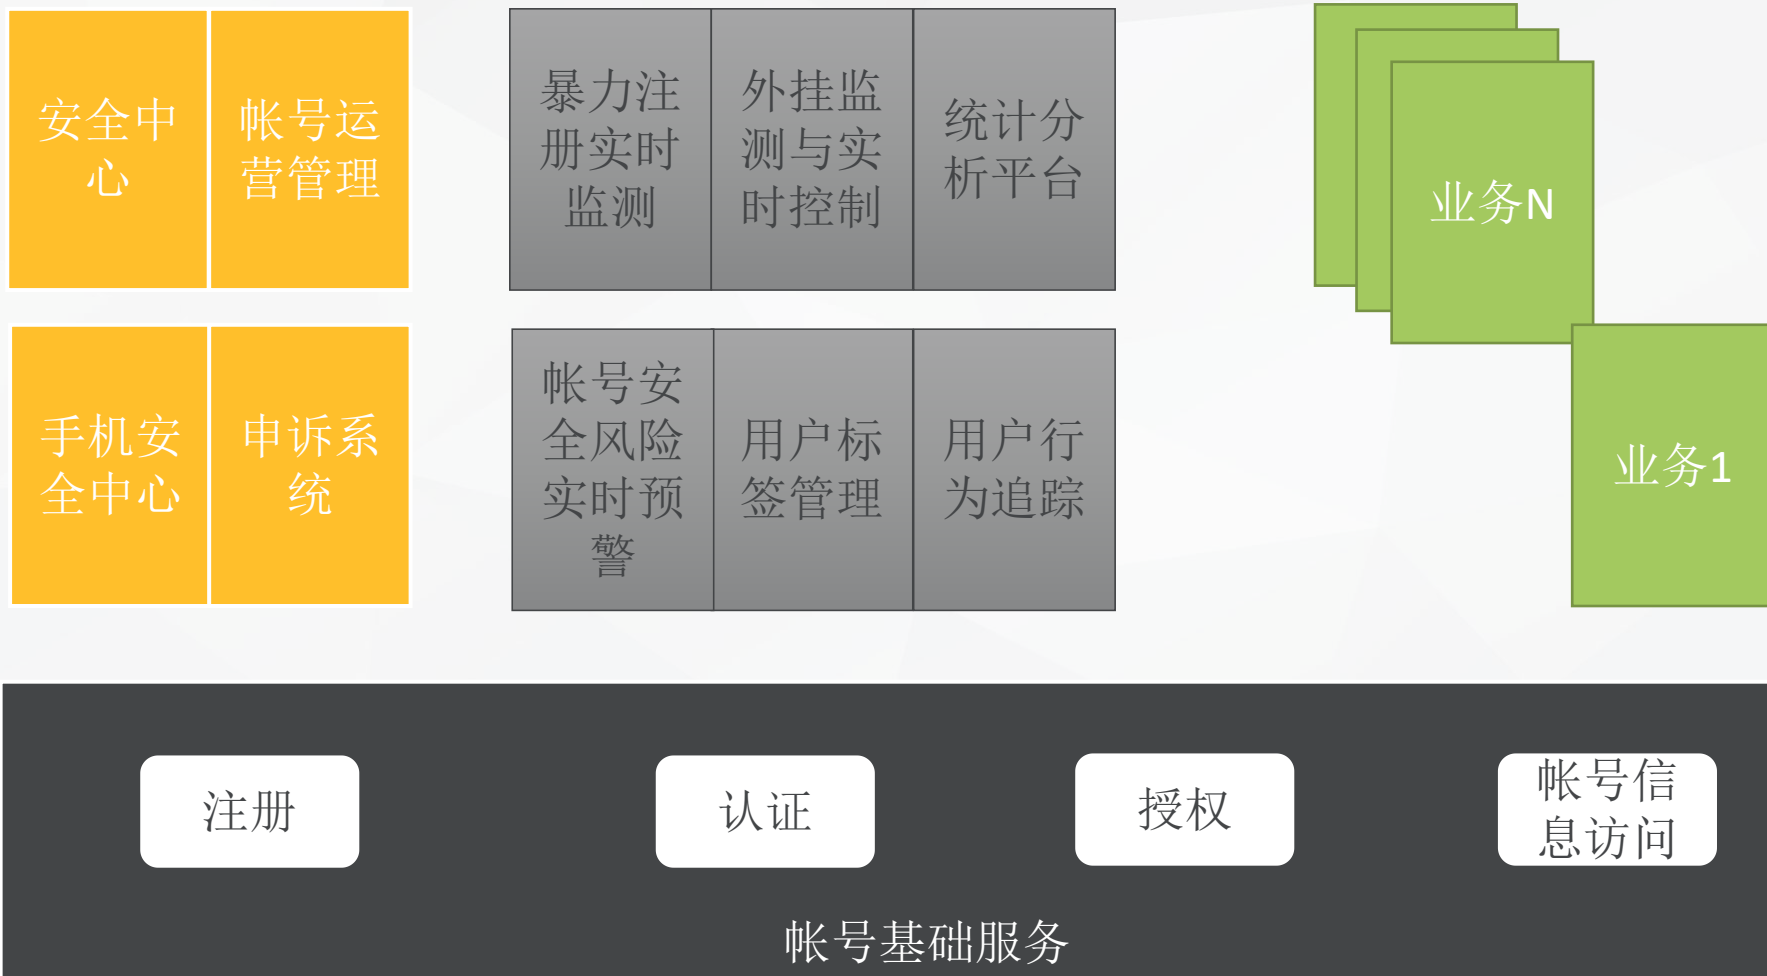 安全中
心
帐号运
营管理
暴力注
册实时
监测
外挂监
测与实
时控制
统计分
析平台
业务N
手机安
全中心
申诉系
统
帐号安
全风险
实时预
警
用户标
签管理
用户行
为追踪
业务1
注册
认证
授权
帐号信
息访问
帐号基础服务